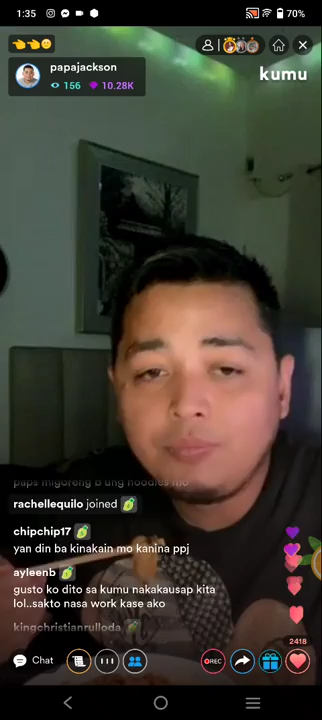 1:35
70%
papajackson
156
10.28K
kumu
paps migoreng b ung noodles mo
rachellequilo joined
chipchip17
yan din ba kinakain mo kanina ppj
ayleenb
gusto ko dito sa kumu nakakausap kita
lol..sakto nasa work kase ako
kingchristianrulloda
2418
Chat
REC